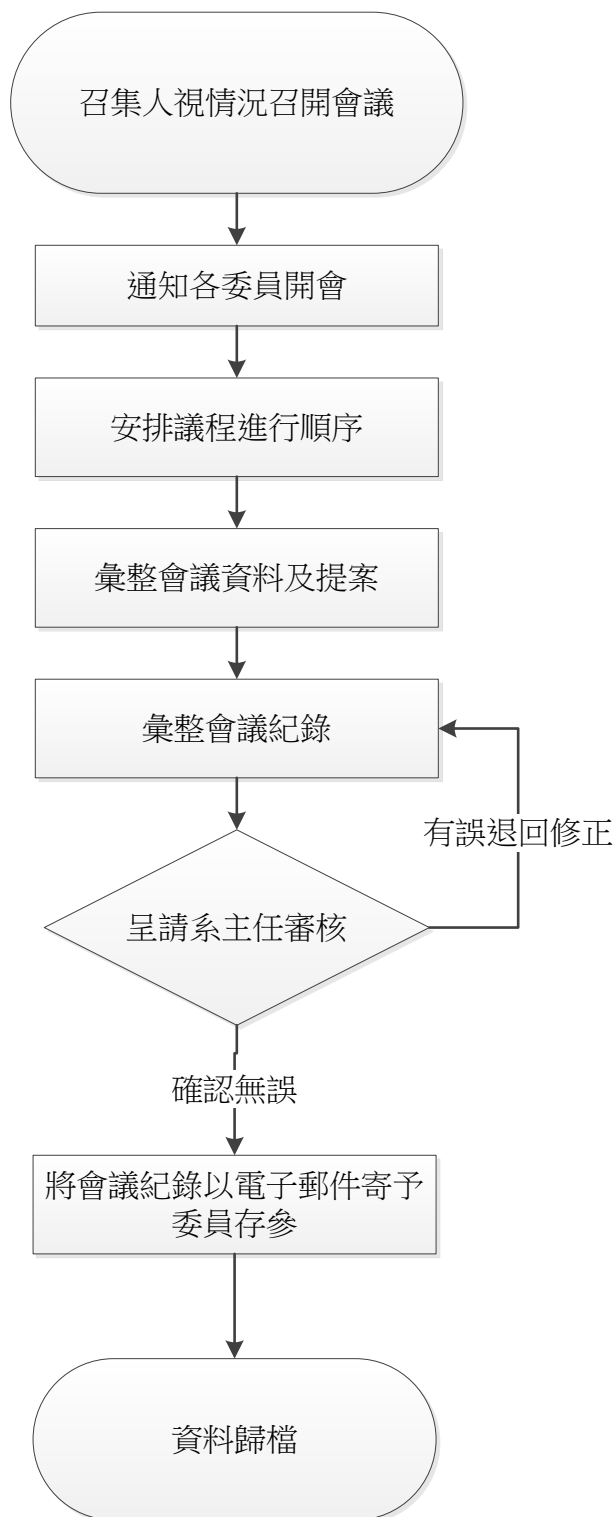 召集人視情況召開會議
通知各委員開會
安排議程進行順序
彙整會議資料及提案
彙整會議紀錄
有誤退回修正
呈請系主任審核
確認無誤
將會議紀錄以電子郵件寄予
委員存參
資料歸檔